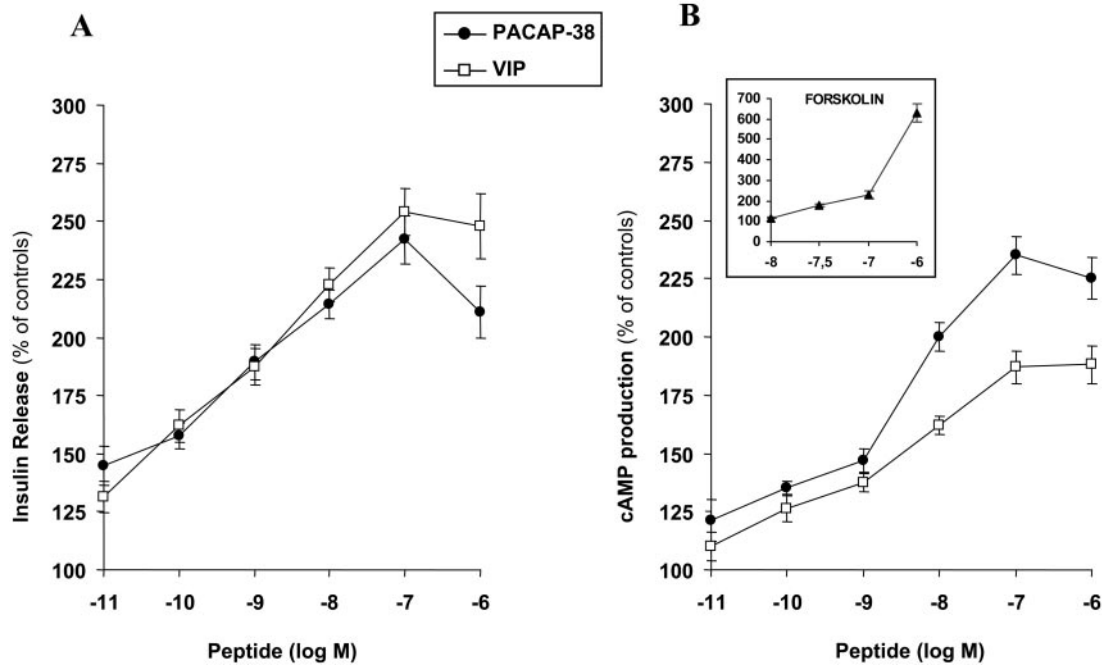 A
PACAP-38
VIP
B
Insulin Release (% of controls)
300
275
250
225
200
175
150
125
100
-11 -10 -9 -8 -7 -6
Peptide (log M)
cAMP production (% of controls)
300
275
250
225
200
175
150
125
100
-11 -10 -9 -8 -7 -6
Peptide (log M)
FORSKOLIN
700
600
500
400
300
200
100
0
-8 -7,5 -7 -6